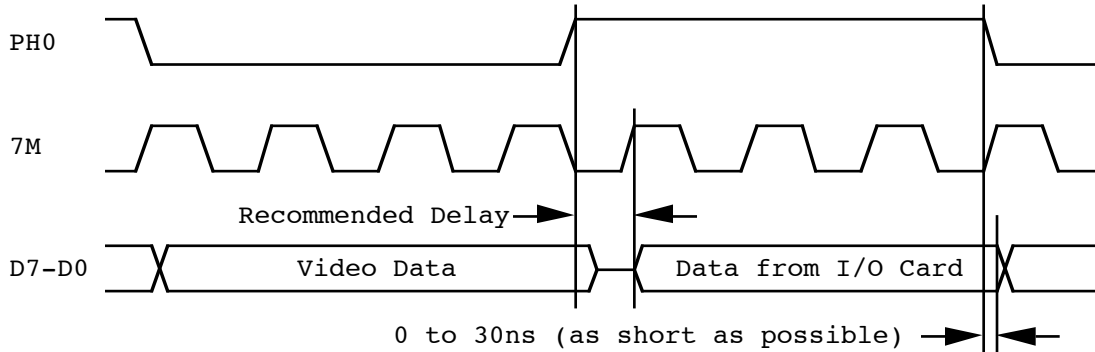 PH0
7M
Recommended Delay
D7-D0
Video Data
Data from I/O Card
0 to 30ns (as short as possible)